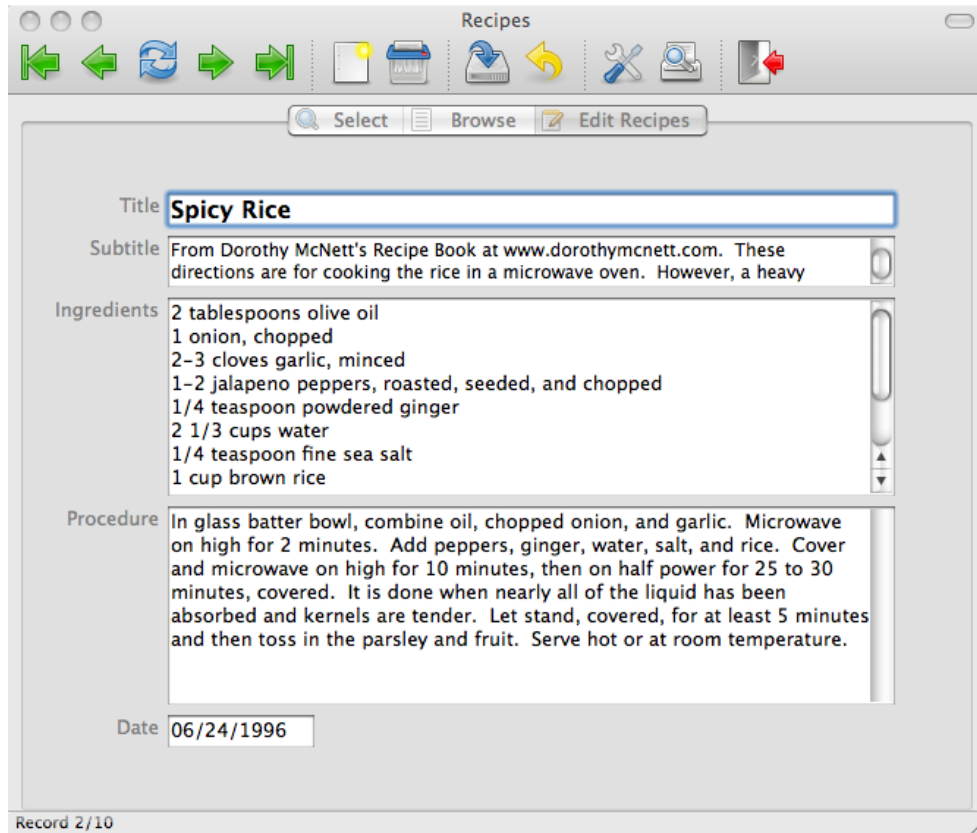 Recipes
Select Browse Edit Recipes
Title Spicy Rice
Subtitle From Dorothy McNett's Recipe Book at www.dorothymcnett.com.  These
directions are for cooking the rice in a microwave oven.  However, a heavy
Ingredients 2 tablespoons olive oil
1 onion, chopped
2-3 cloves garlic, minced
1-2 jalapeno peppers, roasted, seeded, and chopped
1/4 teaspoon powdered ginger
2 1/3 cups water
1/4 teaspoon fine sea salt
1 cup brown rice
Procedure In glass batter bowl, combine oil, chopped onion, and garlic.  Microwave
on high for 2 minutes.  Add peppers, ginger, water, salt, and rice.  Cover
and microwave on high for 10 minutes, then on half power for 25 to 30
minutes, covered.  It is done when nearly all of the liquid has been
absorbed and kernels are tender.  Let stand, covered, for at least 5 minutes
and then toss in the parsley and fruit.  Serve hot or at room temperature.
Date 06/24/1996
Record 2/10